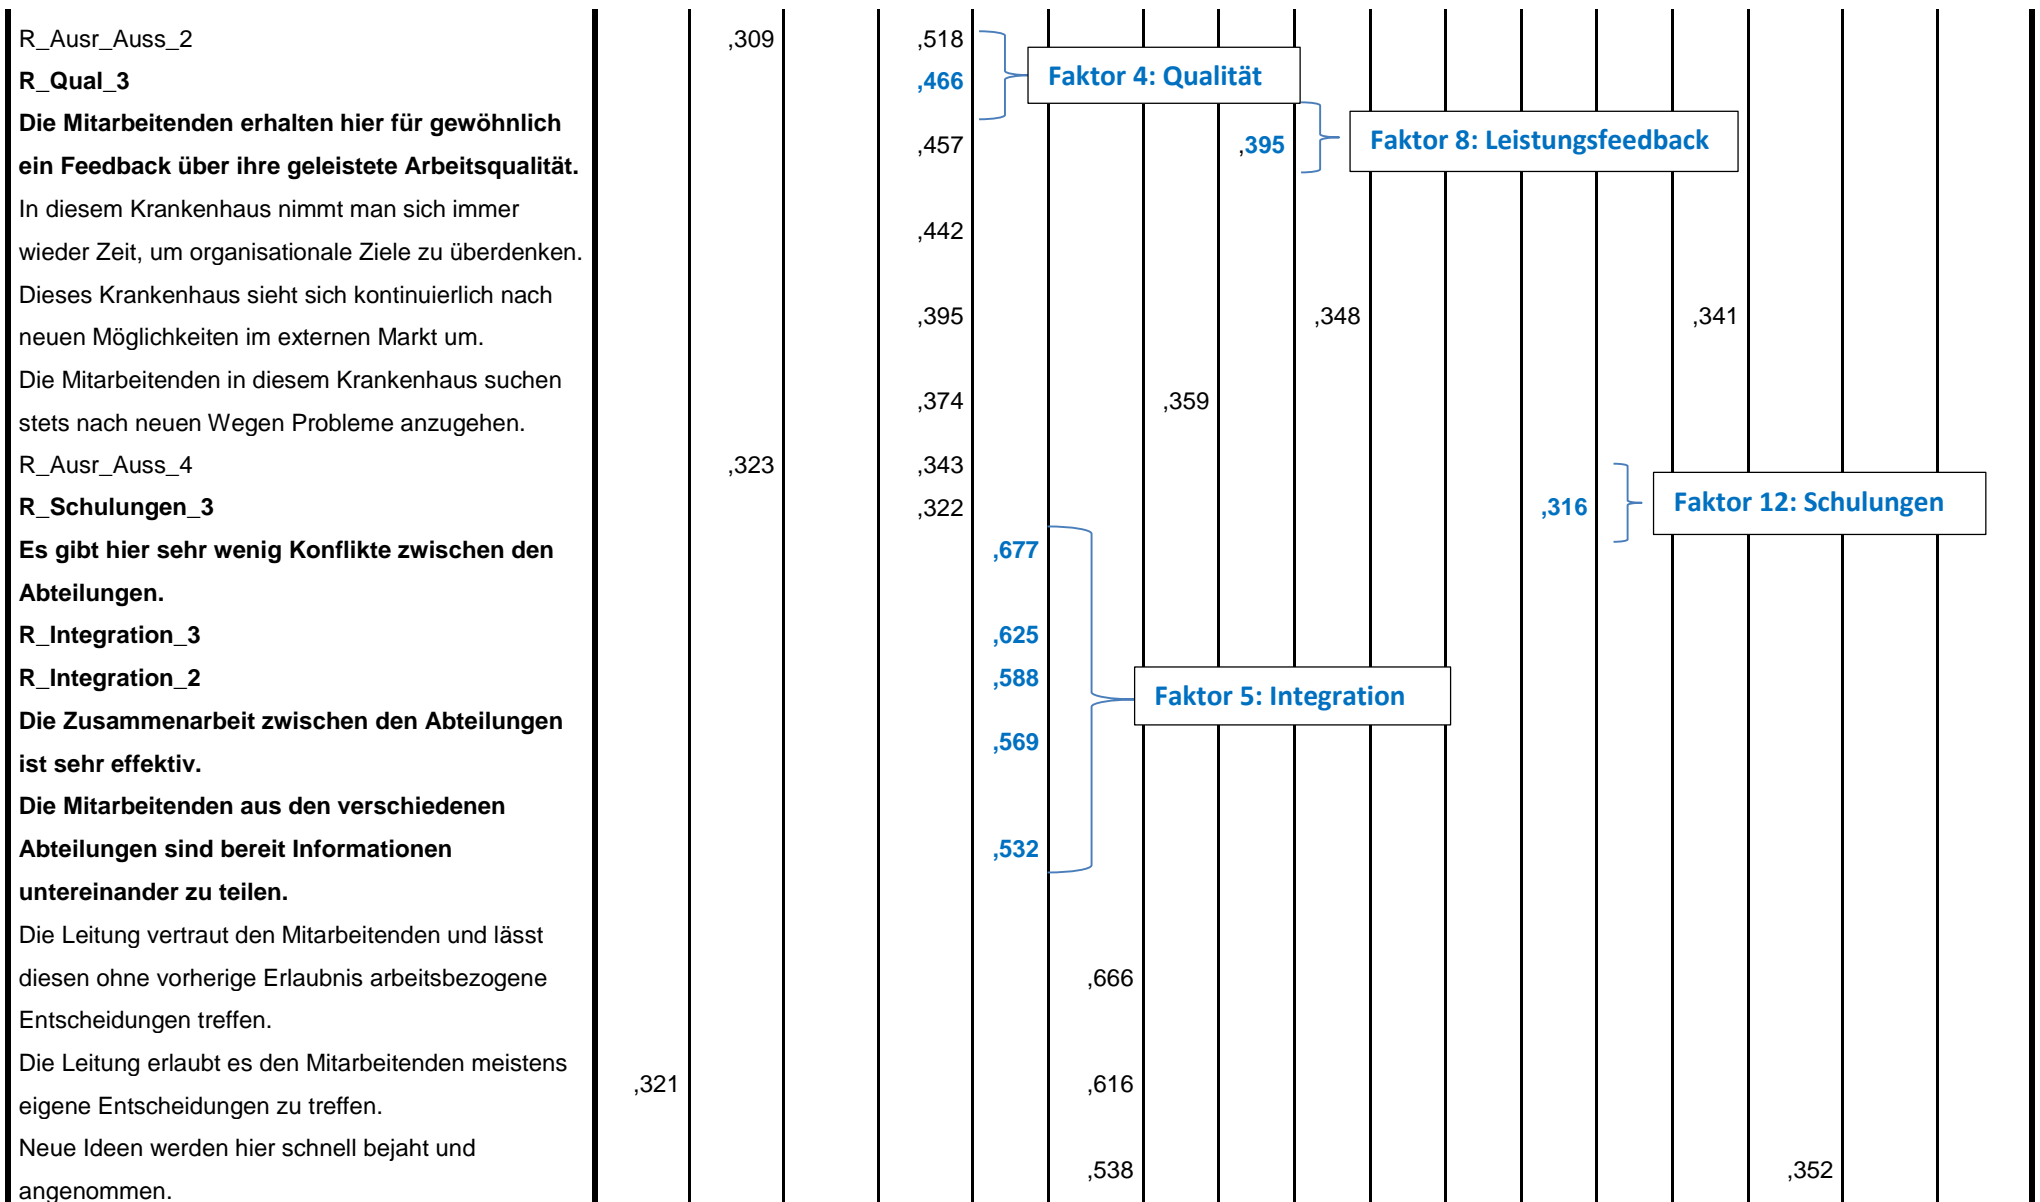 R_Ausr_Auss_2 ,309 ,518
R_Qual_3 ,466 Faktor 4: Qualität
Die Mitarbeitenden erhalten hier für gewöhnlich
ein Feedback über ihre geleistete Arbeitsqualität. ,457 ,395 Faktor 8: Leistungsfeedback
In diesem Krankenhaus nimmt man sich immer
wieder Zeit, um organisationale Ziele zu überdenken. ,442
Dieses Krankenhaus sieht sich kontinuierlich nach
neuen Möglichkeiten im externen Markt um. ,395 ,348 ,341
Die Mitarbeitenden in diesem Krankenhaus suchen
stets nach neuen Wegen Probleme anzugehen. ,374 ,359
R_Ausr_Auss_4 ,323 ,343
R_Schulungen_3 ,322 ,316 Faktor 12: Schulungen
Es gibt hier sehr wenig Konflikte zwischen den ,677
Abteilungen.
R_Integration_3 ,625
R_Integration_2 ,588 Faktor 5: Integration
Die Zusammenarbeit zwischen den Abteilungen
ist sehr effektiv. ,569
Die Mitarbeitenden aus den verschiedenen
Abteilungen sind bereit Informationen ,532
untereinander zu teilen.
Die Leitung vertraut den Mitarbeitenden und lässt
diesen ohne vorherige Erlaubnis arbeitsbezogene ,666
Entscheidungen treffen.
Die Leitung erlaubt es den Mitarbeitenden meistens
eigene Entscheidungen zu treffen. ,321 ,616
Neue Ideen werden hier schnell bejaht und
angenommen. ,538 ,352